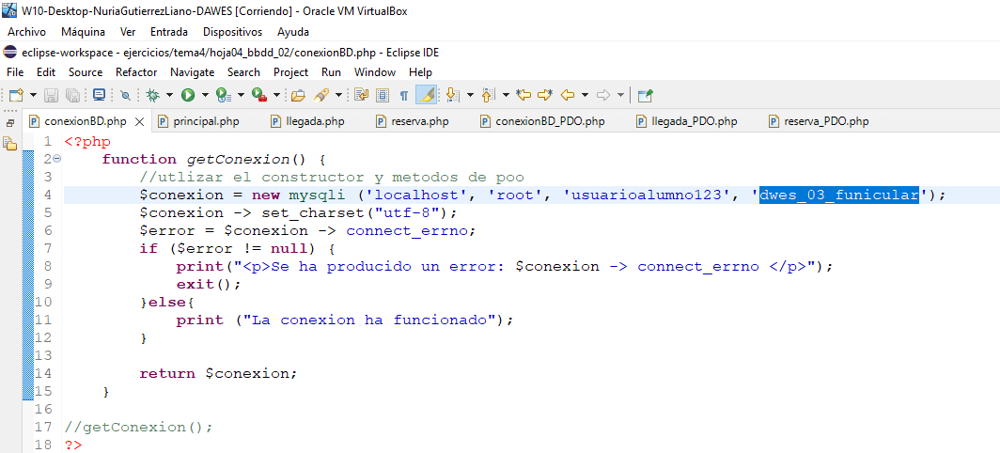 W10-Desktop-NuriaGutierrezLiano-DAWES [Corriendo] - Oracle VM VirtualBox
Archivo Máquina Ver Entrada Dispositivos Ayuda
eclipse-workspace - ejercicios/tema4/hoja04_bbdd_02/conexionBD.php - Eclipse IDE
File Edit Source Refactor Navigate Search Project Run Window Help
conexionBD.php principal.php llegada.php reserva.php conexionBD_PDO.php llegada_PDO.php reserva_PDO.php
1 <?php
2 function getConexion() {
3 //utlizar el constructor y metodos de poo
4 $conexion = new mysqli ('localhost', 'root', 'usuarioalumno123', 'dwes_03_funicular');
5 $conexion -> set_charset("utf-8");
6 $error = $conexion -> connect_errno;
7 if ($error != null) {
8 print("<p>Se ha producido un error: $conexion -> connect_errno </p>");
9 exit();
10 }else{
11 print ("La conexion ha funcionado");
12 }
13
14 return $conexion;
15 }
16
17 //getConexion();
18 ?>